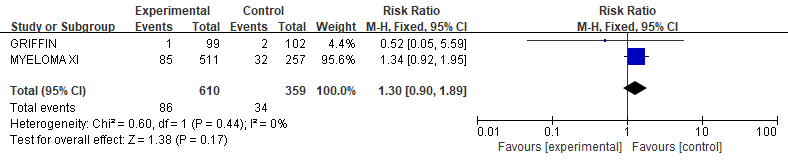 Experimental Control Risk Ratio Risk Ratio
Study or Subgroup Events Total Events Total Weight M-H, Fixed, 95% CI M-H, Fixed, 95% CI
GRIFFIN 1 99 2 102 4.4% 0.52 [0.05, 5.59]
MYELOMA XI 85 511 32 257 95.6% 1.34 [0.92, 1.95]
Total (95% CI) 610 359 100.0% 1.30 [0.90, 1.89]
Total events 86 34
Heterogeneity: Chi² = 0.60, df = 1 (P = 0.44); I² = 0%
Test for overall effect: Z = 1.38 (P = 0.17)
0.01 0.1 1 10 100
Favours [experimental] Favours [control]